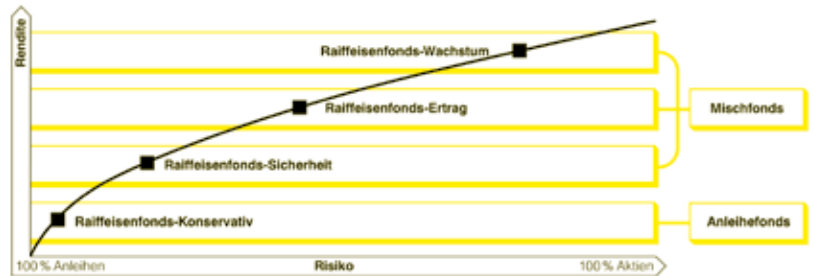 Rendite
Raiffeisenfonds-Wachstum
Raiffeisenfonds-Ertrag
Mischfonds
Raiffeisenfonds-Sicherheit
Raiffeisenfonds-Konservativ
Anleihefonds
100 % Anleihen
Risiko
100 % Aktien